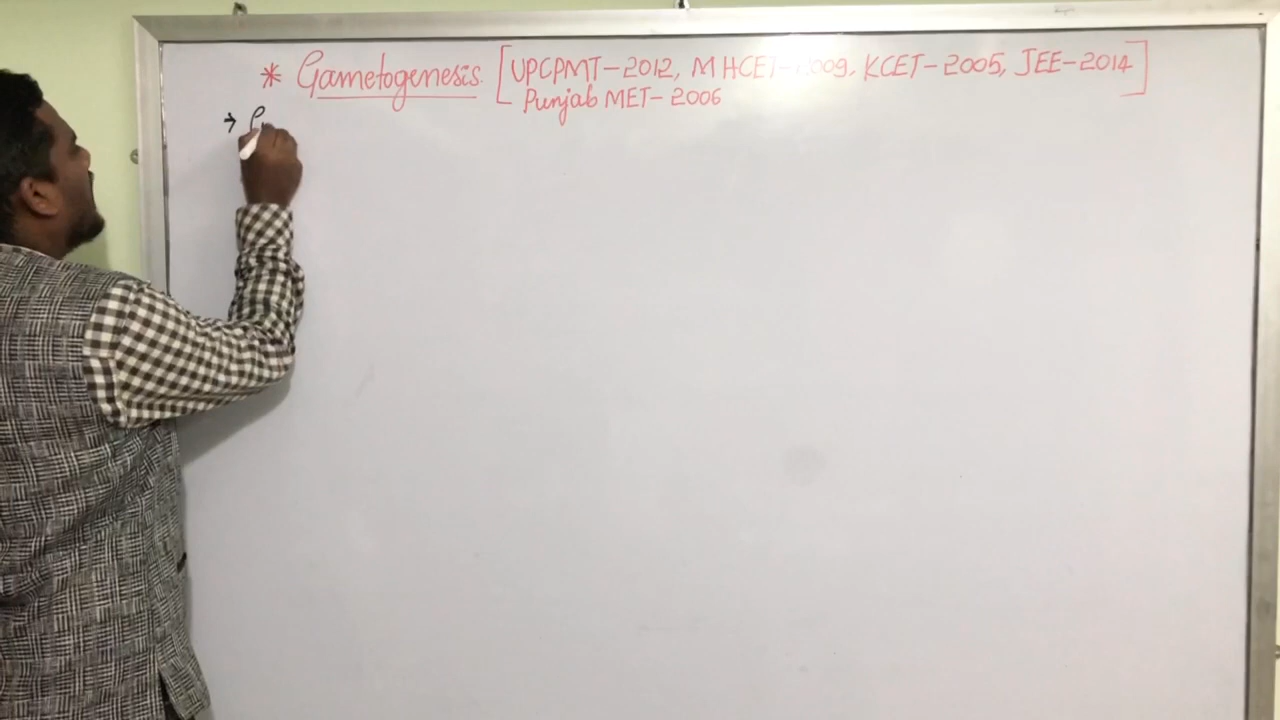 * Gametogenesis. [UPCPMT-2012, MHCET-2009, KCET-2005, JEE-2014]
Punjab MET-2006
→